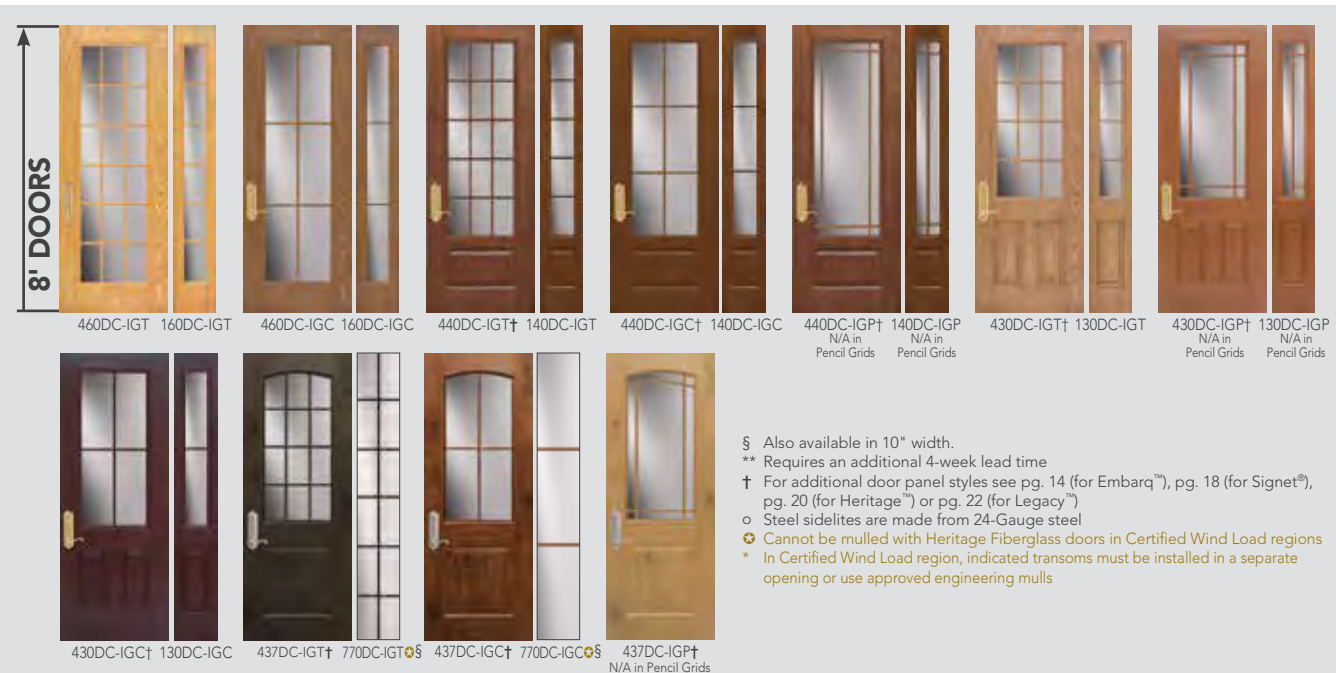 8' DOORS
460DC-IGT 160DC-IGT 460DC-IGC 160DC-IGC 440DC-IGT† 140DC-IGT 440DC-IGC† 140DC-IGC 440DC-IGP† 140DC-IGP 430DC-IGT† 130DC-IGT 430DC-IGP† 130DC-IGP
N/A in N/A in N/A in N/A in
Pencil Grids Pencil Grids Pencil Grids Pencil Grids
§ Also available in 10" width.
** Requires an additional 4-week lead time
† For additional door panel styles see pg. 14 (for Embarq™), pg. 18 (for Signet®),
pg. 20 (for Heritage™) or pg. 22 (for Legacy™)
o Steel sidelites are made from 24-Gauge steel
✪ Cannot be mulled with Heritage Fiberglass doors in Certified Wind Load regions
* In Certified Wind Load region, indicated transoms must be installed in a separate
opening or use approved engineering mulls
430DC-IGC† 130DC-IGC 437DC-IGT† 770DC-IGT✪§ 437DC-IGC† 770DC-IGC✪§ 437DC-IGP†
N/A in Pencil Grids